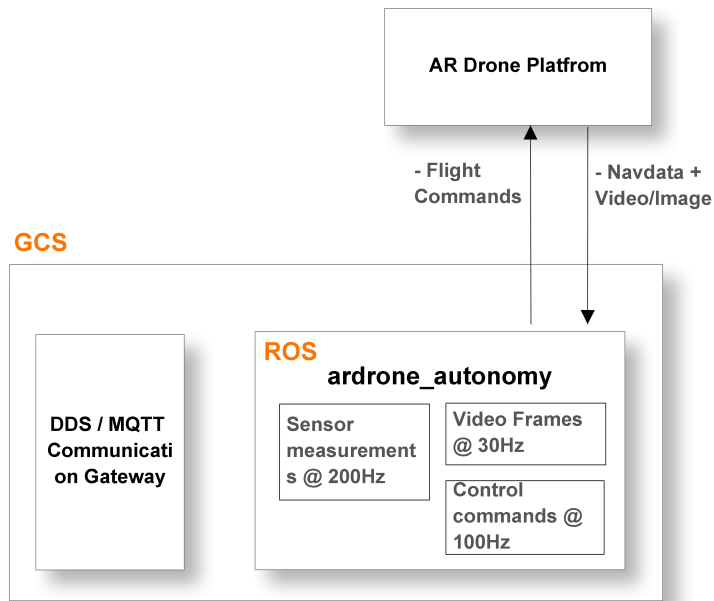 AR Drone Platfrom
- Flight
Commands
- Navdata +
Video/Image
GCS
DDS / MQTT
Communicati
on Gateway
ROS
ardrone_autonomy
Sensor
measurement
s @ 200Hz
Video Frames
@ 30Hz
Control
commands @
100Hz